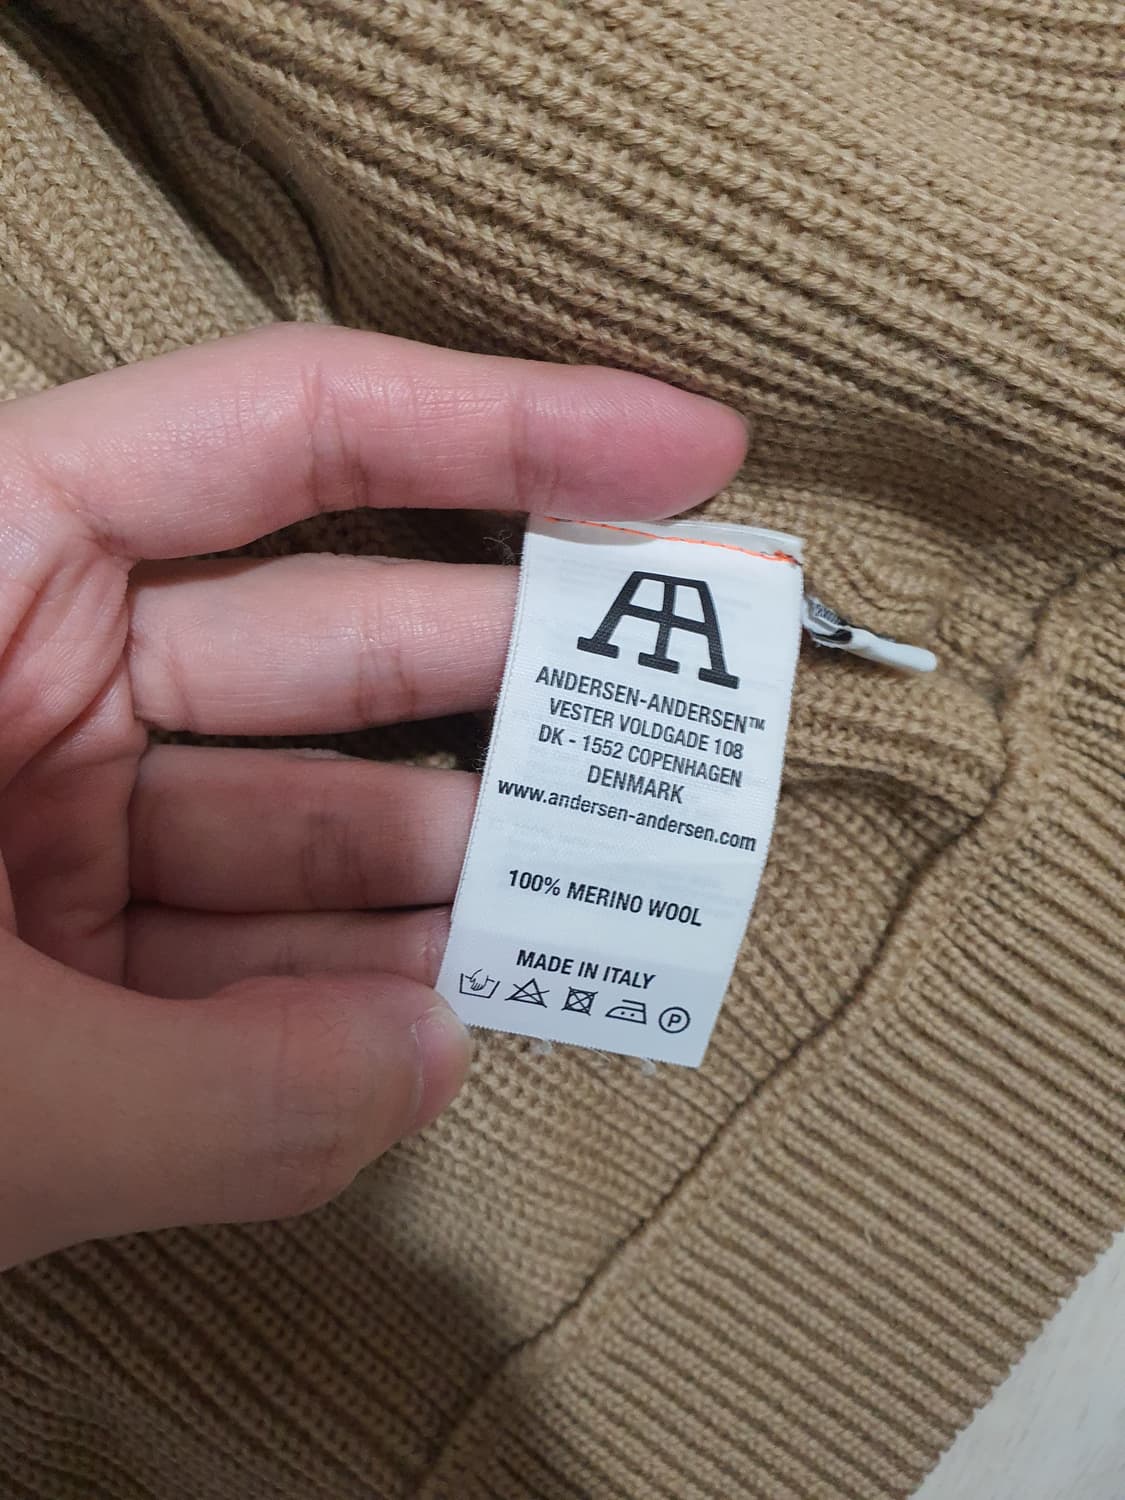 ANDERSEN-ANDERSEN™
VESTER VOLDGADE 108
DK - 1552 COPENHAGEN
DENMARK
www.andersen-andersen.com
100% MERINO WOOL
MADE IN ITALY
P